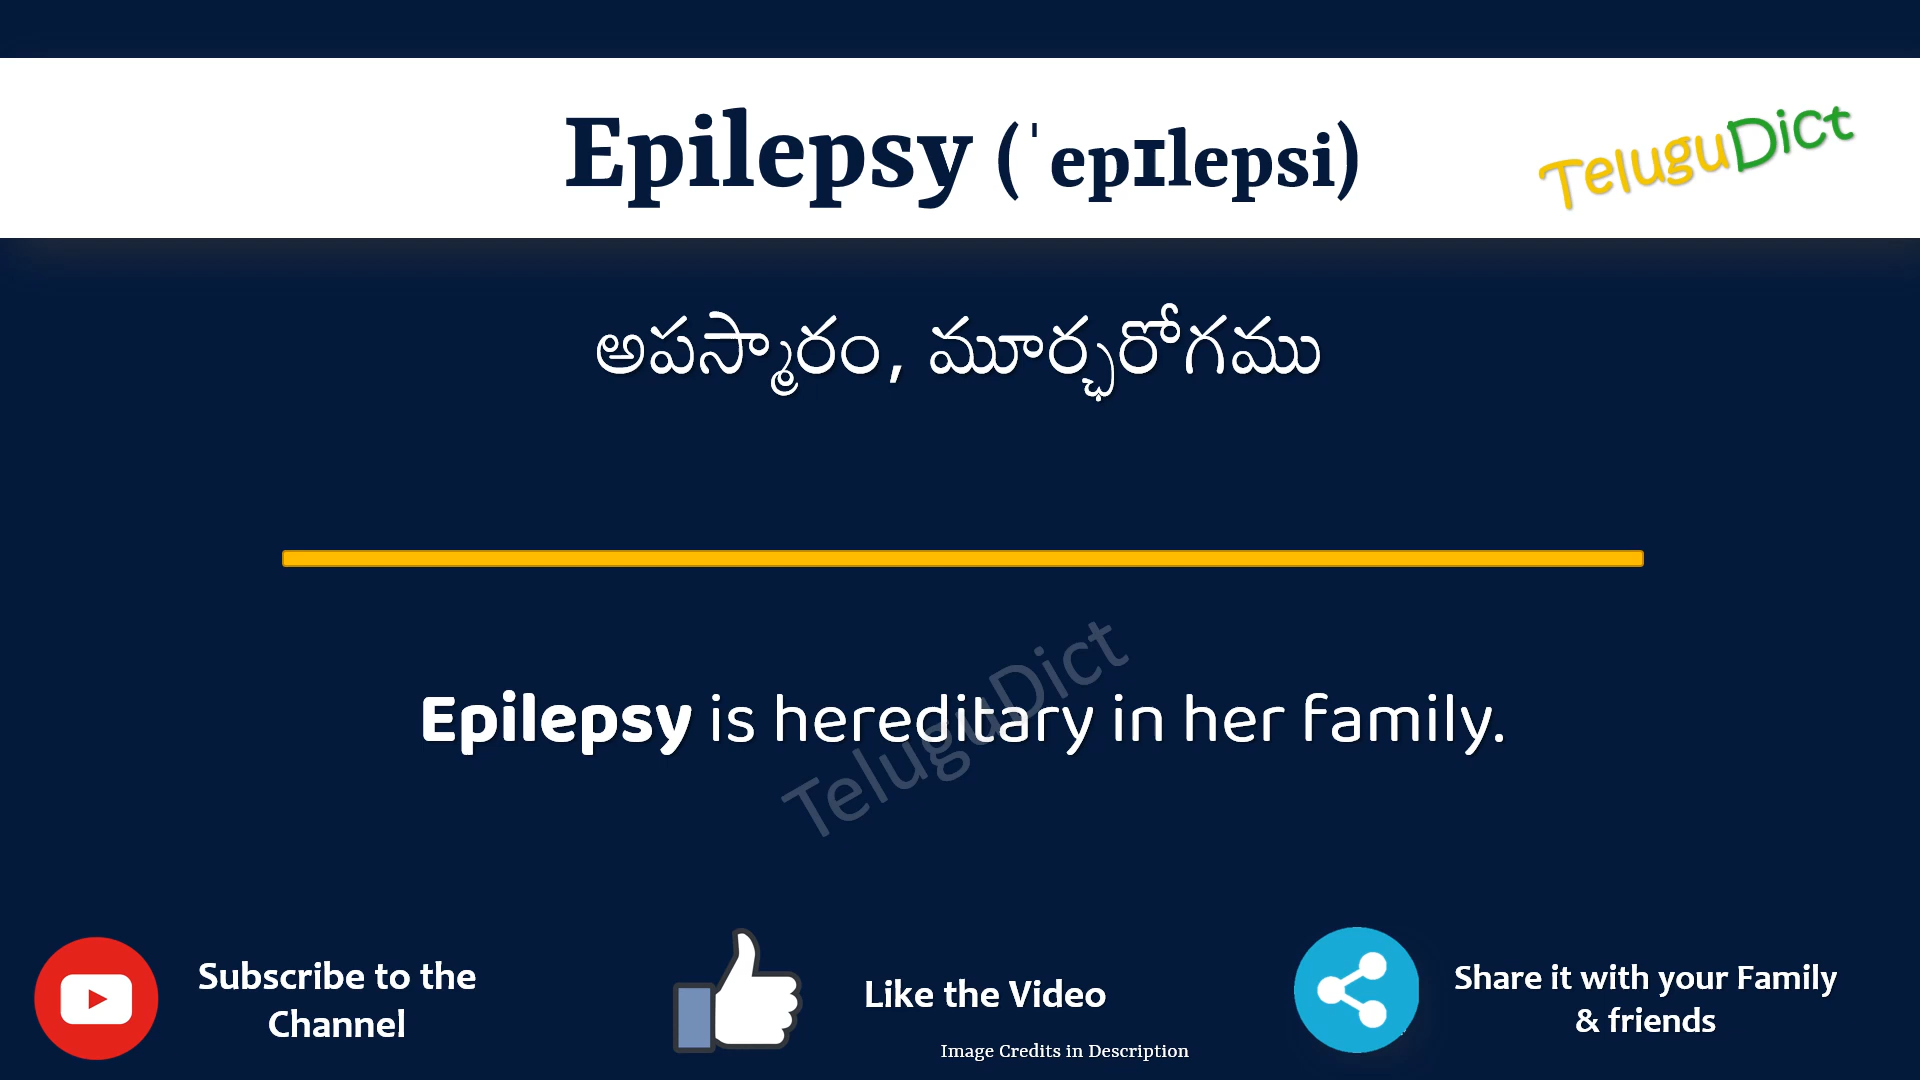 Epilepsy (ˈepɪlepsi)
TeluguDict
అపస్మారం, మూర్ఛరోగము
Epilepsy is hereditary in her family.
TeluguDict
Subscribe to the
Channel
Like the Video
Share it with your Family
& friends
Image Credits in Description